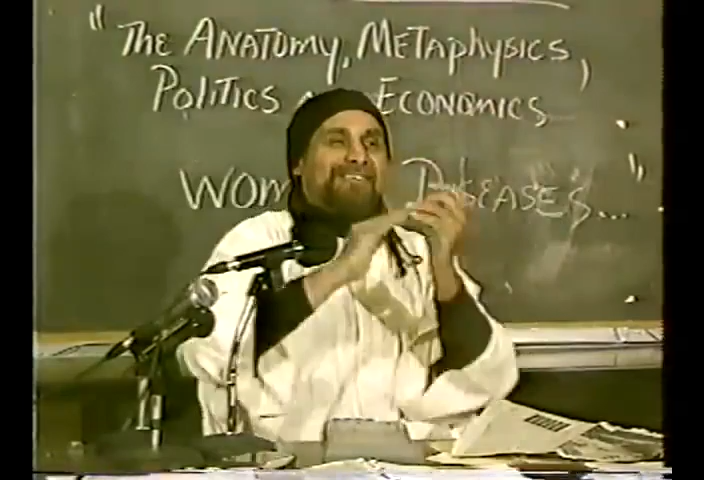 "The Anatomy, Metaphysics,
Politics Economics
Diseases..."